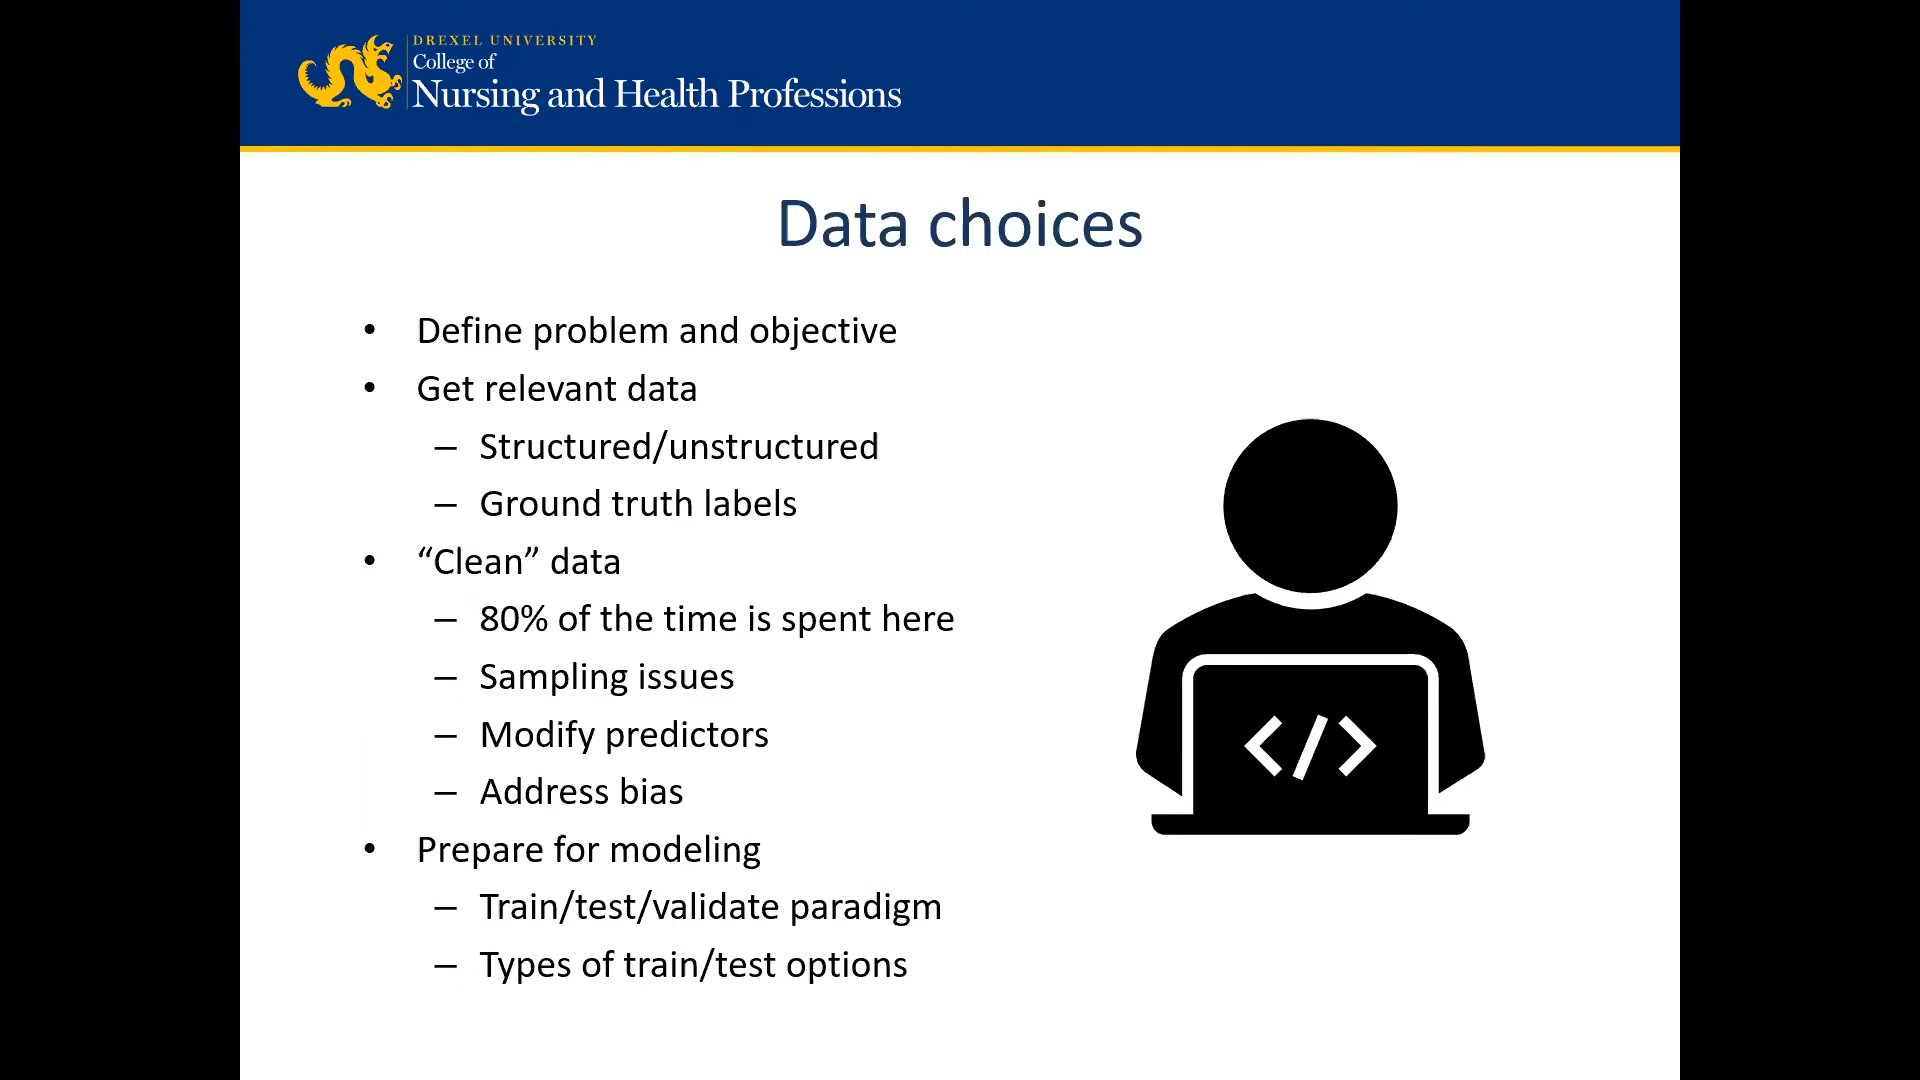 DREXEL UNIVERSITY
College of
Nursing and Health Professions
Data choices
• Define problem and objective
• Get relevant data
– Structured/unstructured
– Ground truth labels
• “Clean” data
– 80% of the time is spent here
– Sampling issues
– Modify predictors
– Address bias
• Prepare for modeling
– Train/test/validate paradigm
– Types of train/test options
</>